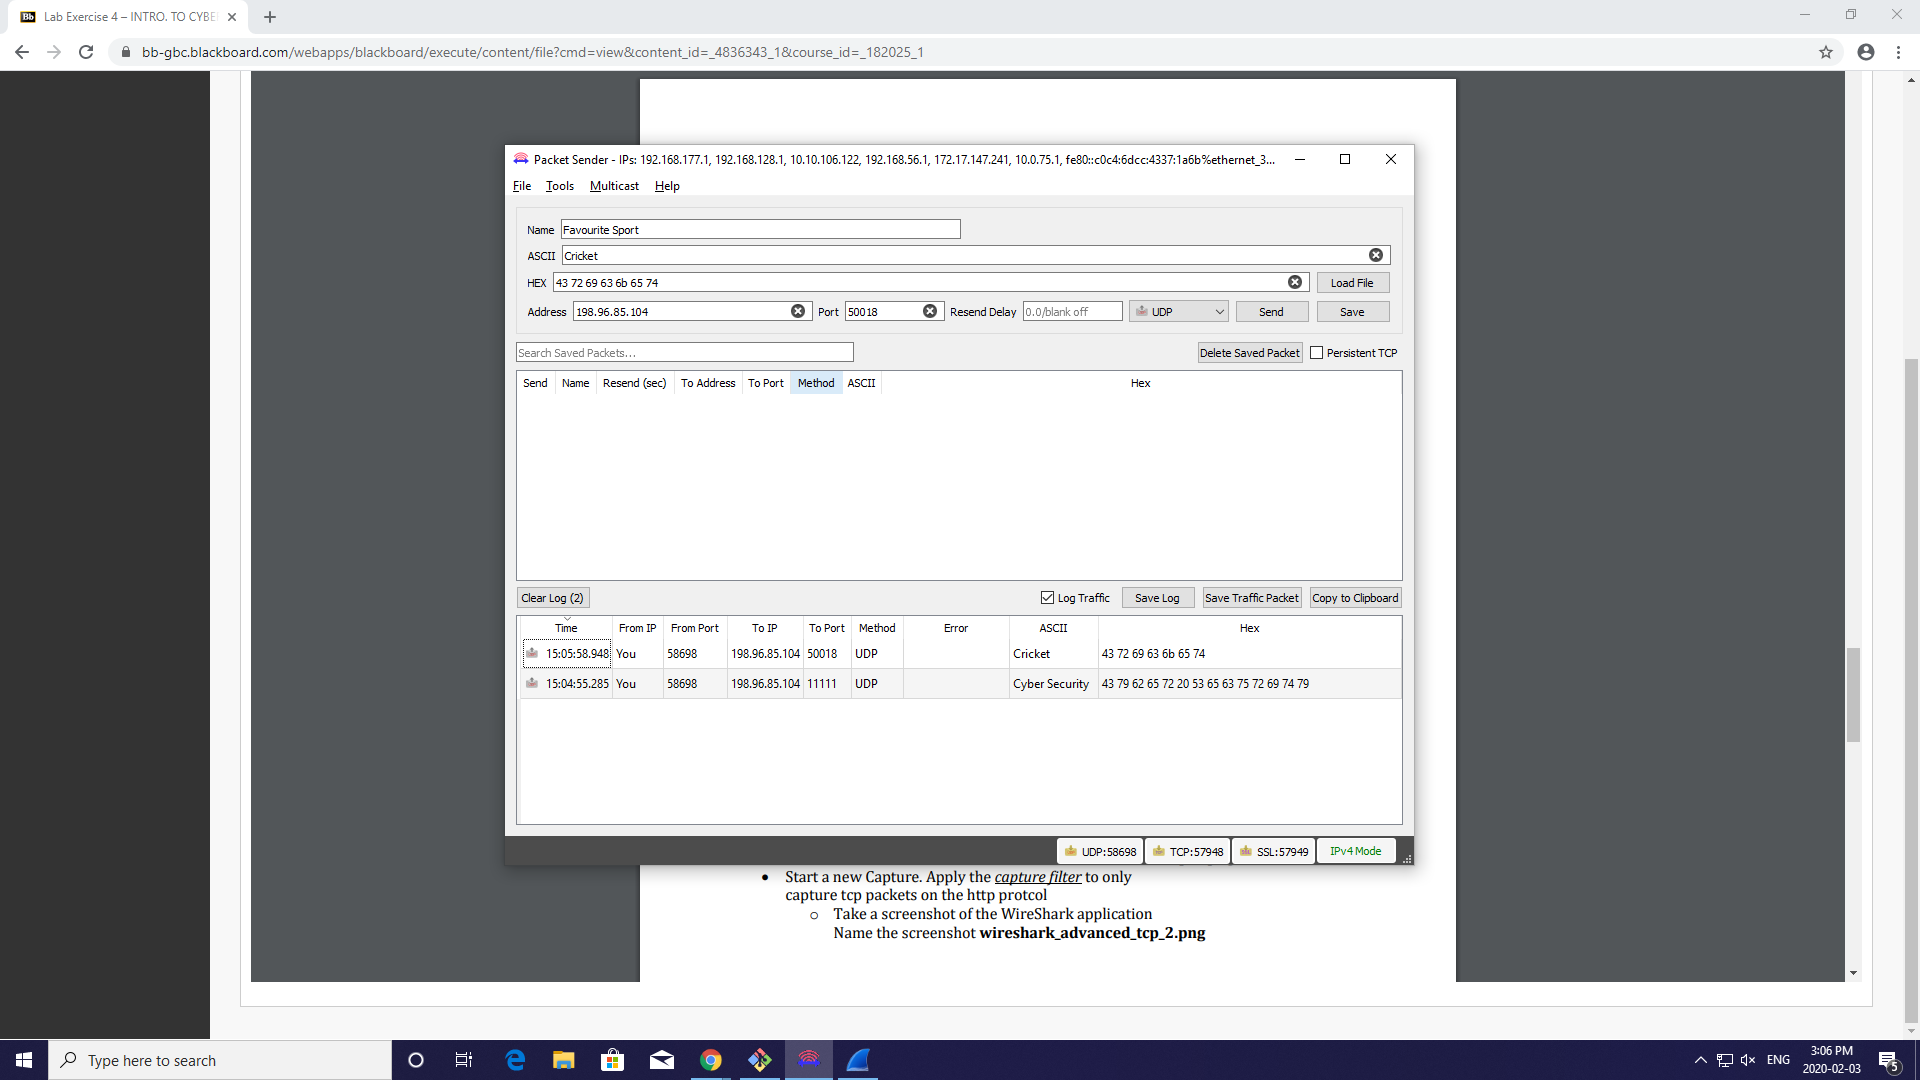 Lab Exercise 4 – INTRO. TO CYBE
bb-gbc.blackboard.com/webapps/blackboard/execute/content/file?cmd=view&content_id=_4836343_1&course_id=_182025_1
Packet Sender - IPs: 192.168.177.1, 192.168.128.1, 10.10.106.122, 192.168.56.1, 172.17.147.241, 10.0.75.1, fe80::c0c4:6dcc:4337:1a6b%ethernet_3...
File Tools Multicast Help
Name Favourite Sport
ASCII Cricket
HEX 43 72 69 63 6b 65 74 Load File
Address 198.96.85.104 Port 50018 Resend Delay 0.0/blank off UDP Send Save
Search Saved Packets... Delete Saved Packet Persistent TCP
Send Name Resend (sec) To Address To Port Method ASCII Hex
Clear Log (2) Log Traffic Save Log Save Traffic Packet Copy to Clipboard
Time From IP From Port To IP To Port Method Error ASCII Hex
15:05:58.948 You 58698 198.96.85.104 50018 UDP Cricket 43 72 69 63 6b 65 74
15:04:55.285 You 58698 198.96.85.104 11111 UDP Cyber Security 43 79 62 65 72 20 53 65 63 75 72 69 74 79
UDP:58698 TCP:57948 SSL:57949 IPv4 Mode
• Start a new Capture. Apply the capture filter to only
capture tcp packets on the http protcol
o Take a screenshot of the WireShark application
Name the screenshot wireshark_advanced_tcp_2.png
Type here to search
ENG
3:06 PM
2020-02-03
5